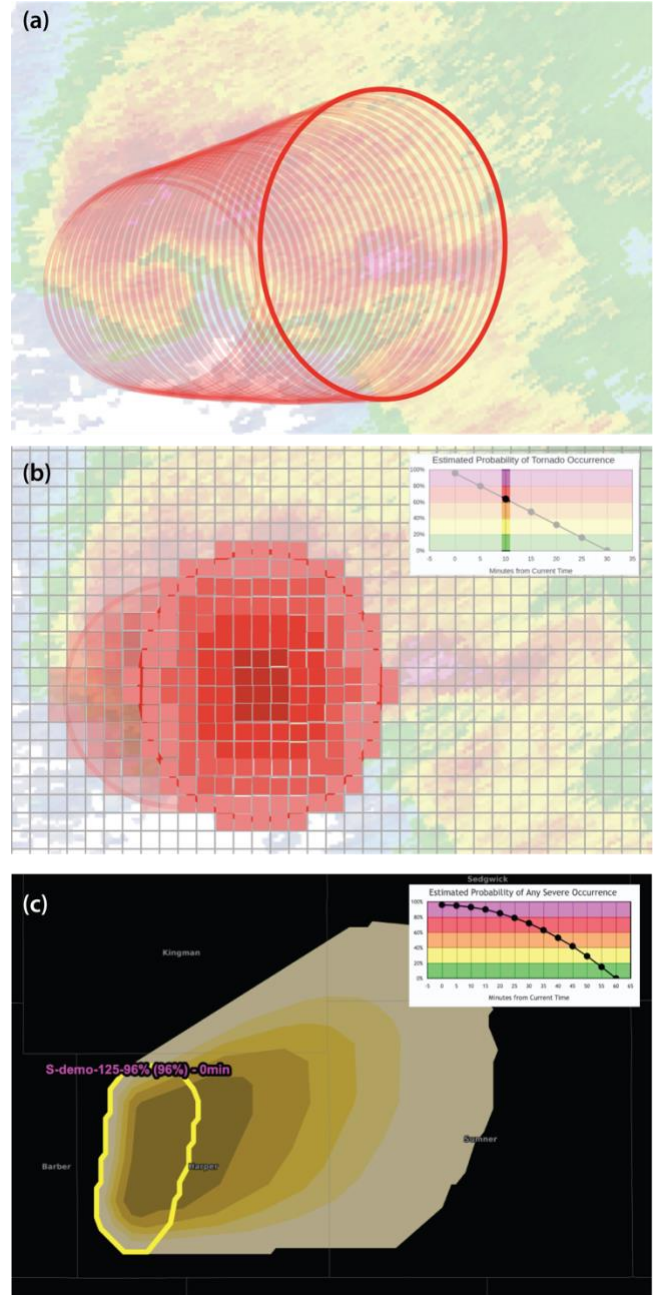 (a)
(b)
Estimated Probability of Tornado Occurrence
100%
80%
60%
40%
20%
0%
-5 0 5 10 15 20 25 30 35
Minutes from Current Time
(c)
Sedgwick
Estimated Probability of Any Severe Occurrence
100%
80%
60%
40%
20%
0%
-5 0 5 10 15 20 25 30 35 40 45 50 55 60 65
Minutes from Current Time
Kingman
S-demo-125-96% (96%) - 0min
Sumner
Barber
Harper